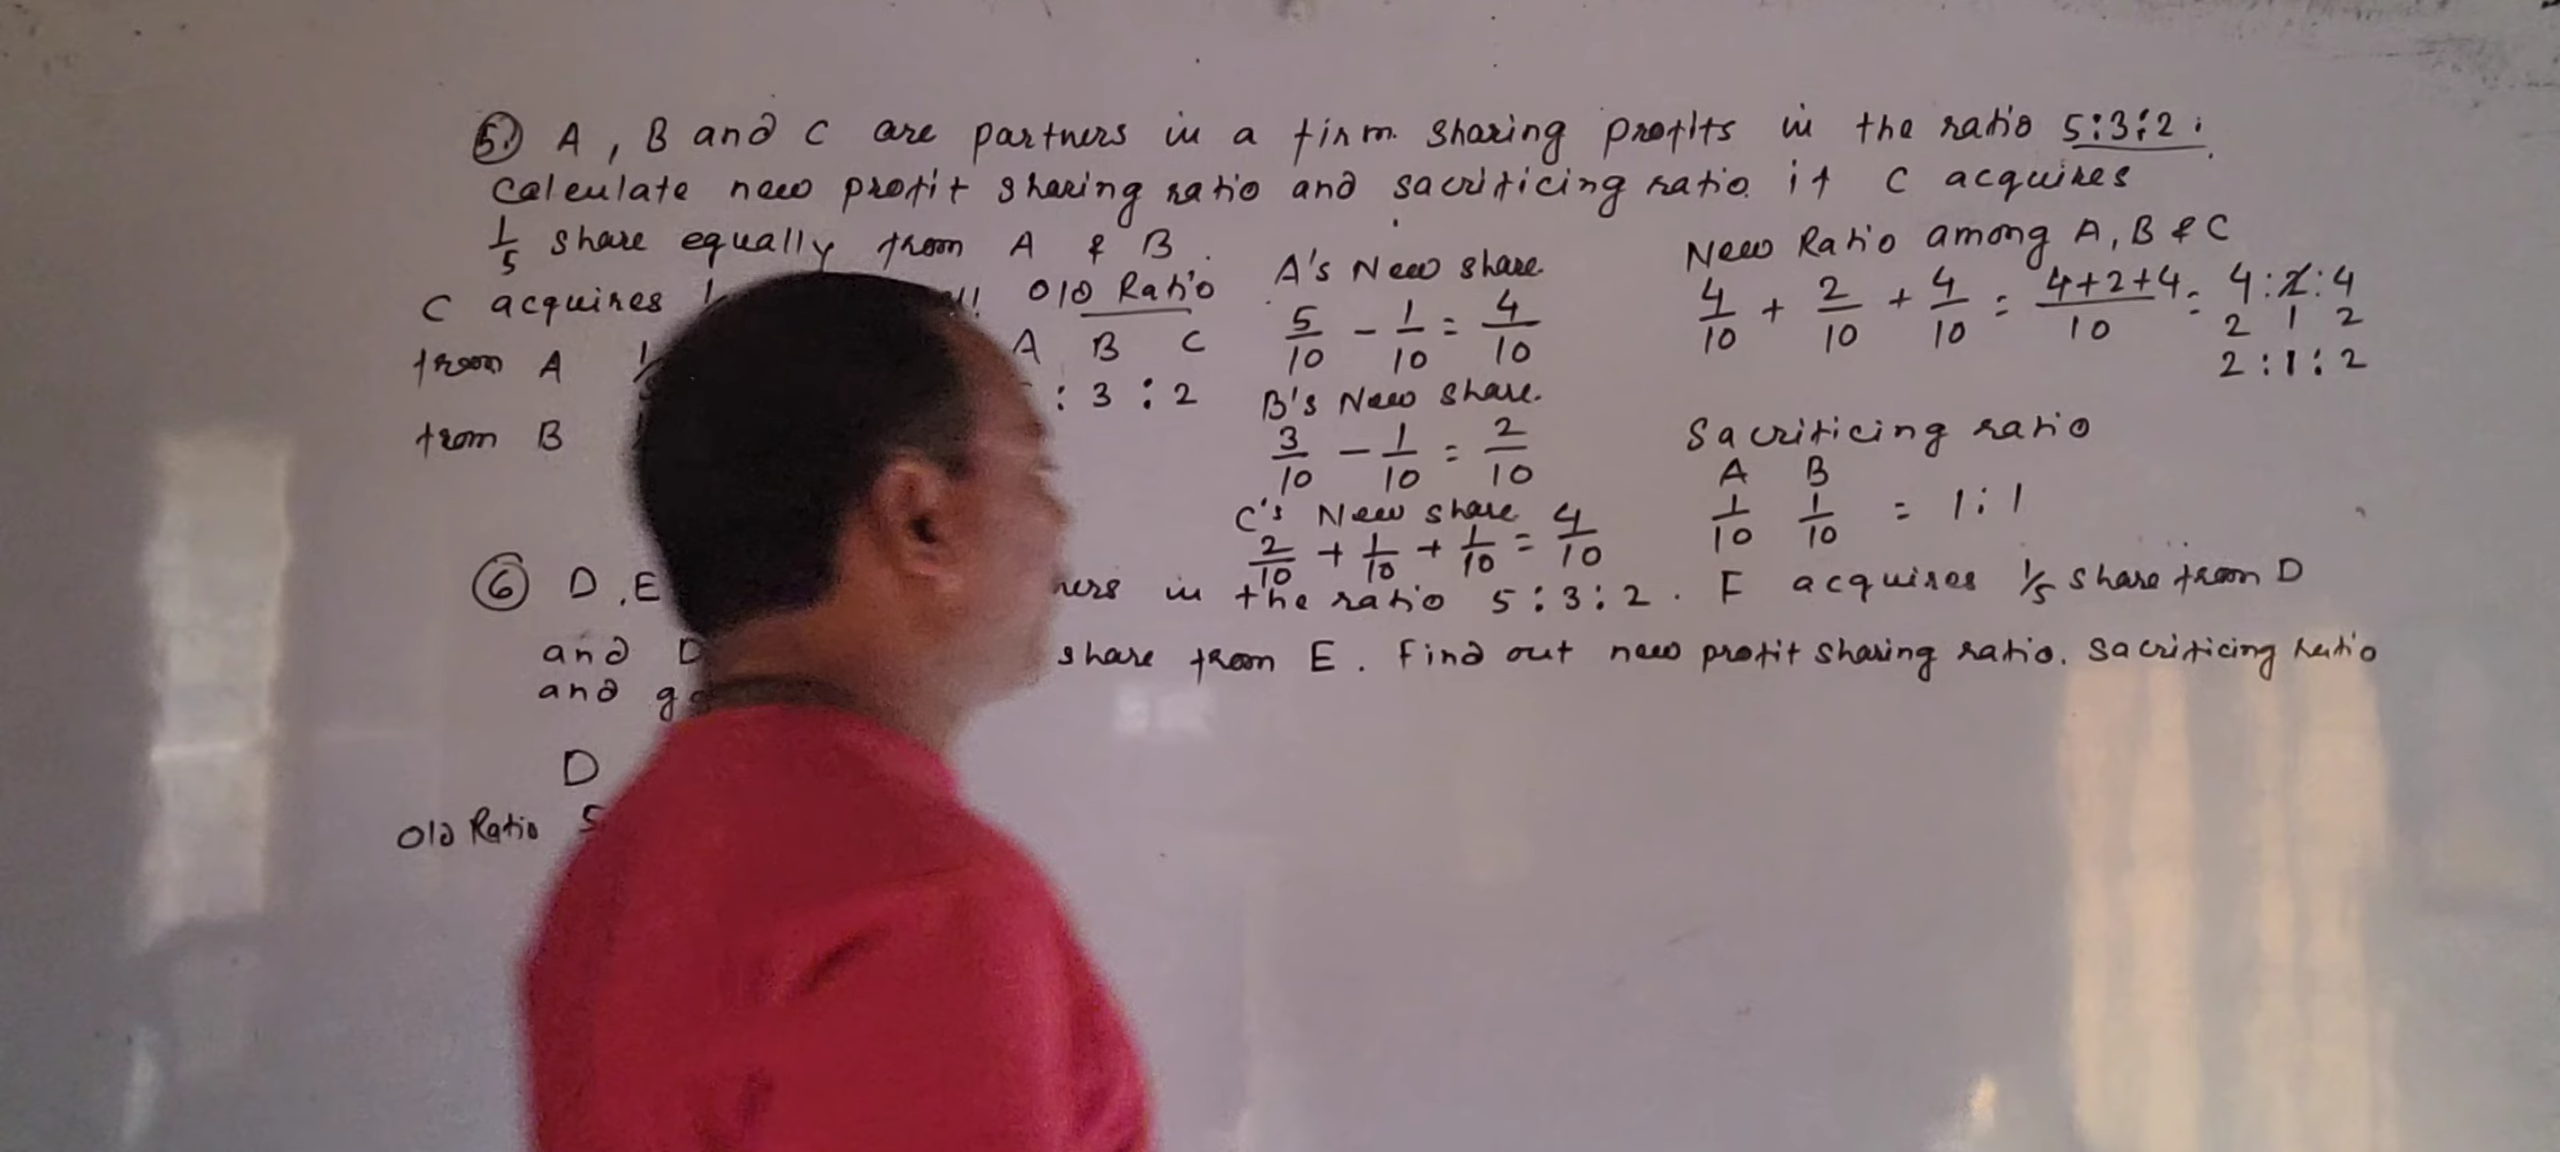 5. A, B and C are partners in a firm sharing profits in the ratio 5:3:2.
Calculate new profit sharing ratio and sacrificing ratio if C acquires
1/5 share equally from A & B.
C acquires
from A
from B
Old Ratio
A B C
: 3 : 2
A's New share
5/10 - 1/10 = 4/10
B's New share.
3/10 - 1/10 = 2/10
C's New share
2/10 + 1/10 + 1/10 = 4/10
New Ratio among A, B & C
4/10 + 2/10 + 4/10 = 4+2+4/10 = 4:2:4
2 1 2
2:1:2
Sacrificing ratio
A B
1/10 1/10 = 1:1
6 D, E in the ratio 5:3:2. F acquires 1/5 share from D
and share from E. Find out new profit sharing ratio. Sacrificing ratio
and
D
Old Ratio 5